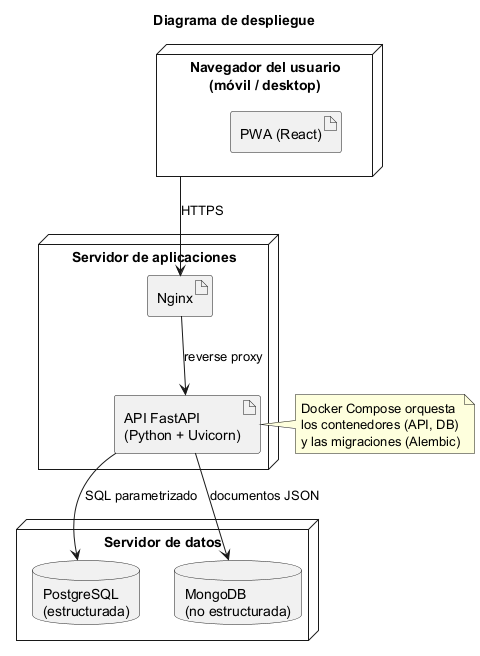 Diagrama de despliegue
Navegador del usuario
(móvil / desktop)
PWA (React)
HTTPS
Servidor de aplicaciones
Nginx
reverse proxy
API FastAPI
(Python + Uvicorn)
Docker Compose orquesta
los contenedores (API, DB)
y las migraciones (Alembic)
SQL parametrizado
documentos JSON
Servidor de datos
PostgreSQL
(estructurada)
MongoDB
(no estructurada)